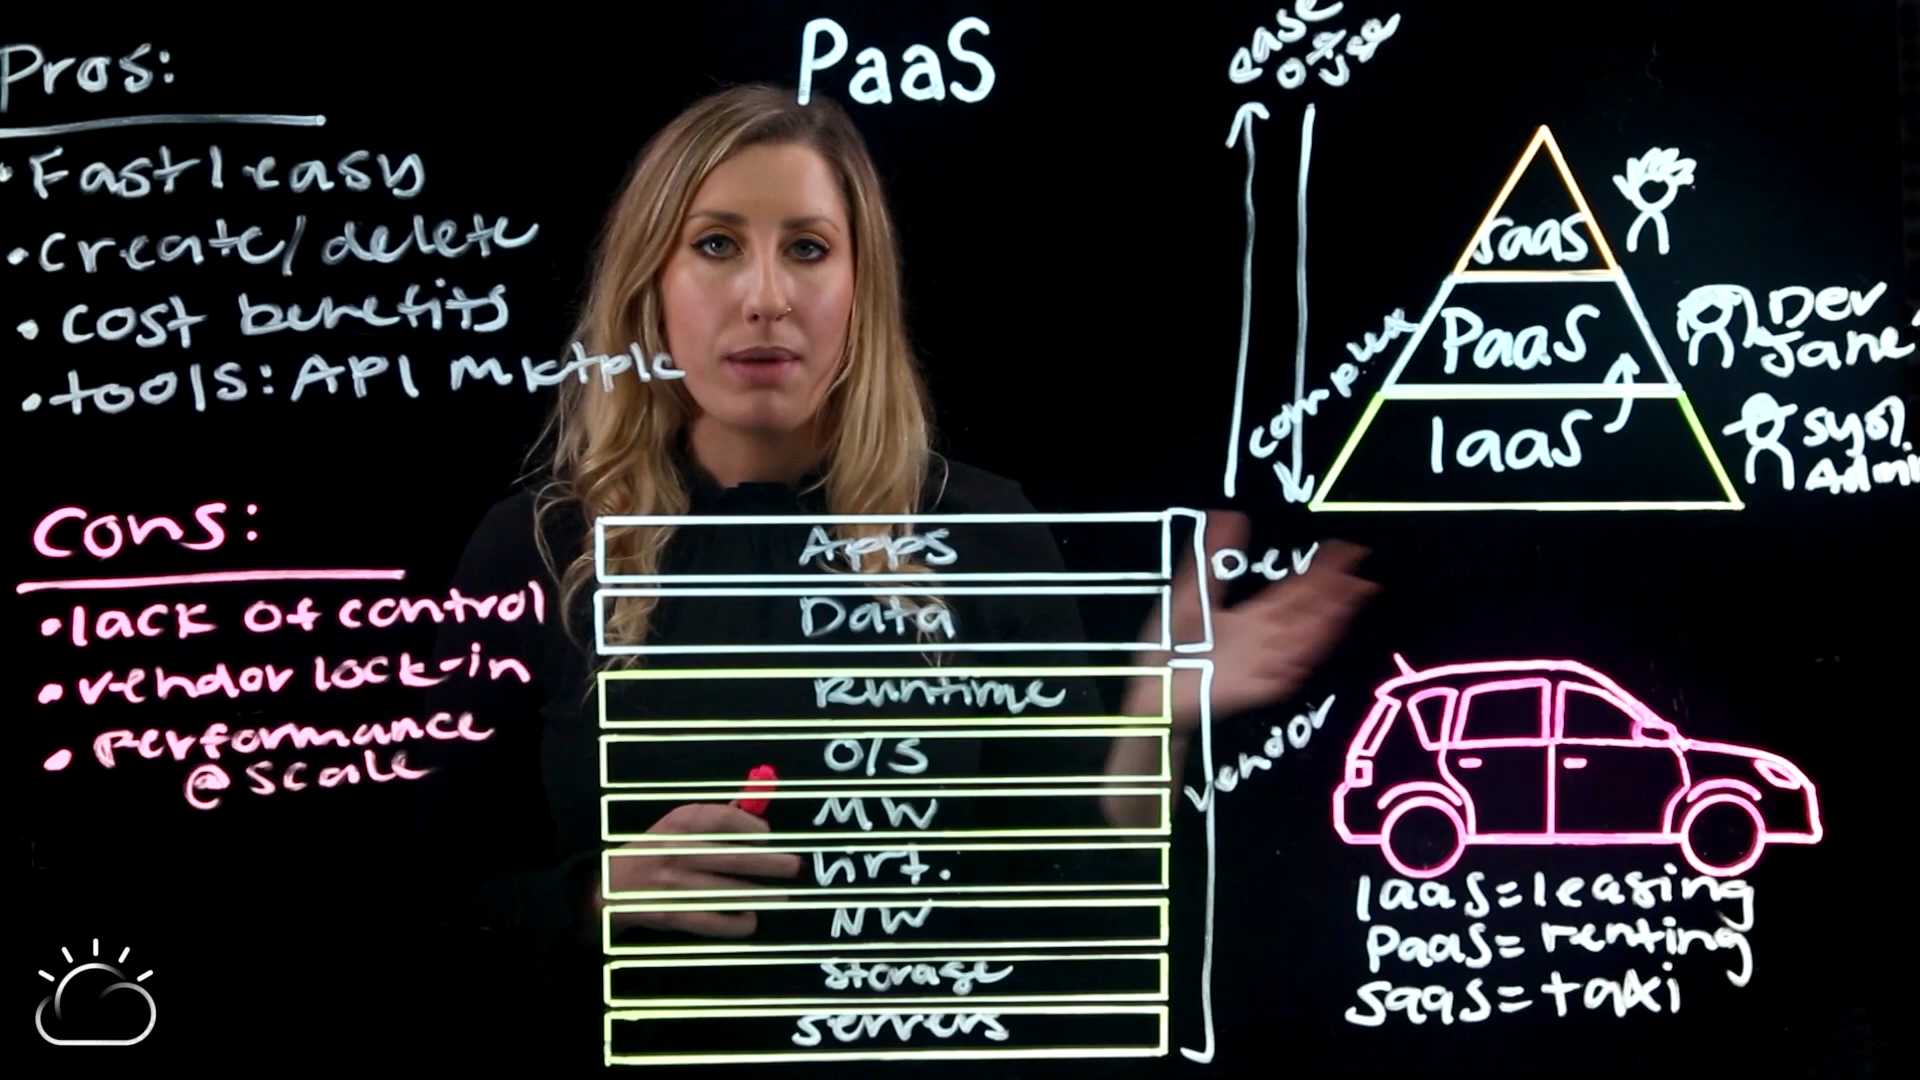 PaaS
Pros:
• Fast/easy
• create/delete
• cost benefits
• tools: API mktplc
Cons:
• lack of control
• vendor lock-in
• Performance
@ scale
Apps
Data
Runtime
O/S
MW
Virt.
NW
Storage
Servers
Dev
Vendor
ease
of
use
complex
SaaS
PaaS
IaaS
Dev
Jane
sys.
Admin
IaaS = leasing
PaaS = renting
SaaS = taxi